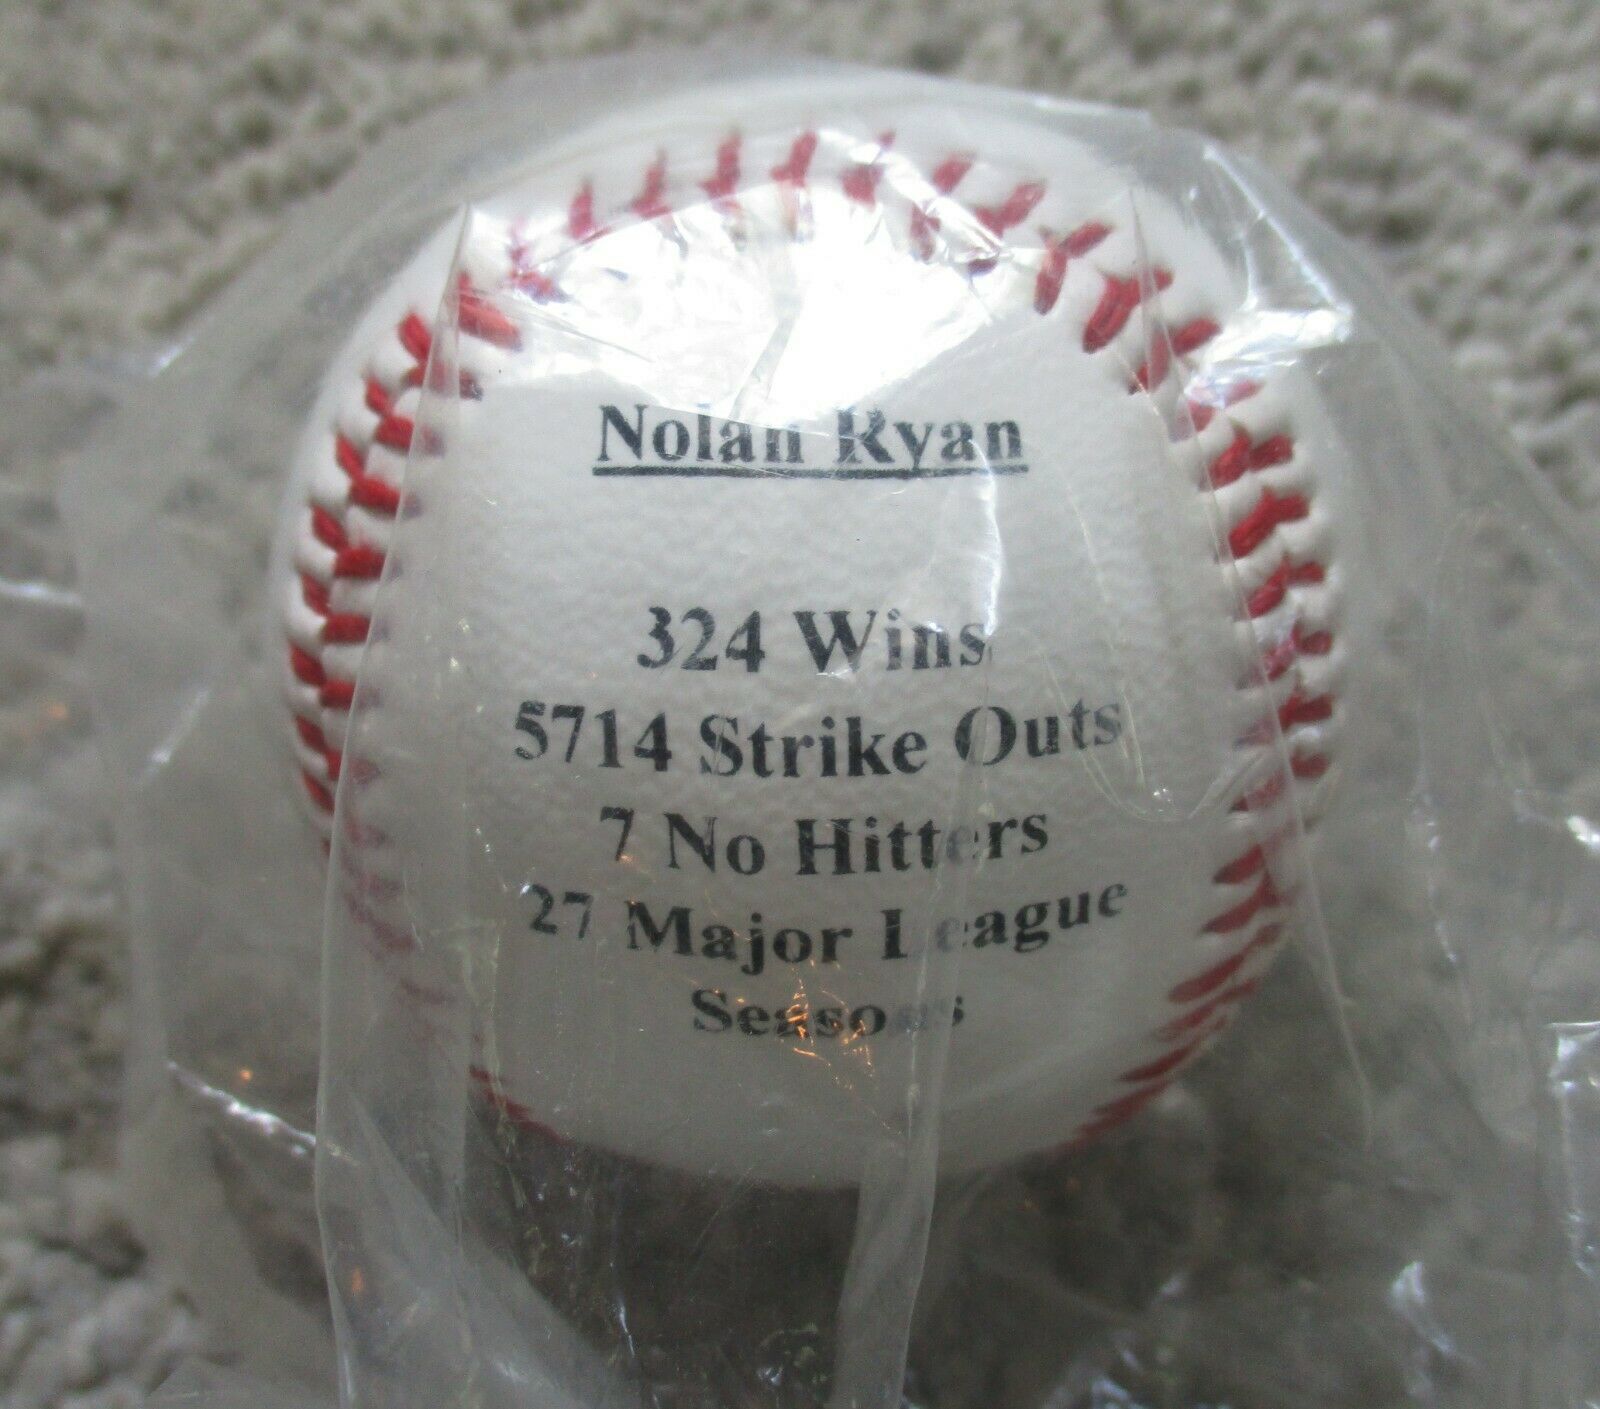 Nolan Ryan
324 Wins
5714 Strike Outs
7 No Hitters
27 Major League
Seasons